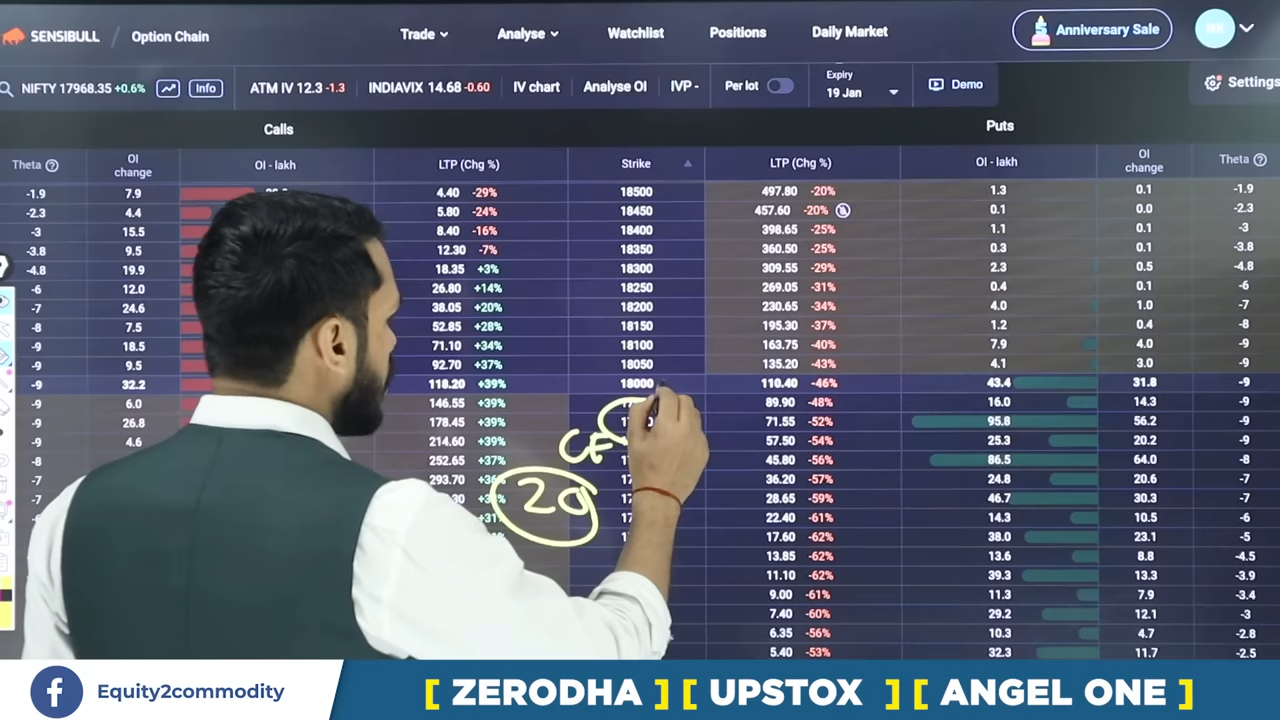 SENSIBULL / Option Chain Trade Analyse Watchlist Positions Daily Market Anniversary Sale
NIFTY 17968.35 +0.6% Info ATM IV 12.3 -1.3 INDIAVIX 14.68 -0.60 IV chart Analyse OI IVP - Per lot Expiry 19 Jan Demo Settings
Calls Puts
Theta OI change OI - lakh LTP (Chg %) Strike LTP (Chg %) OI - lakh OI change Theta
-1.9 7.9 4.40 -29% 18500 497.80 -20% 1.3 0.1 -1.9
-2.3 4.4 5.80 -24% 18450 457.60 -20% 0.1 0.0 -2.3
-3 15.5 8.40 -16% 18400 398.65 -25% 1.1 0.1 -3
-3.8 9.5 12.30 -7% 18350 360.50 -25% 0.3 0.1 -3.8
-4.8 19.9 18.35 +3% 18300 309.55 -29% 2.3 0.5 -4.8
-6 12.0 26.80 +14% 18250 269.05 -31% 0.4 0.1 -6
-7 24.6 38.05 +20% 18200 230.65 -34% 4.0 1.0 -7
-8 7.5 52.85 +28% 18150 195.30 -37% 1.2 0.4 -8
-9 18.5 71.10 +34% 18100 163.75 -40% 7.9 4.0 -9
-9 9.5 92.70 +37% 18050 135.20 -43% 4.1 3.0 -9
-9 32.2 118.20 +39% 18000 110.40 -46% 43.4 31.8 -9
-9 6.0 146.55 +39% 89.90 -48% 16.0 14.3 -9
-9 26.8 178.45 +39% 71.55 -52% 95.8 56.2 -9
-9 4.6 214.60 +39% CE 57.50 -54% 25.3 20.2 -9
-8 252.65 +37% 45.80 -56% 86.5 64.0 -8
-7 293.70 36.20 -57% 24.8 20.6 -7
-7 20 28.65 -59% 46.7 30.3 -7
+31% 22.40 -61% 14.3 10.5 -6
17.60 -62% 38.0 23.1 -5
13.85 -62% 13.6 8.8 -4.5
11.10 -62% 39.3 13.3 -3.9
9.00 -61% 11.3 7.9 -3.4
7.40 -60% 29.2 12.1 -3
6.35 -56% 10.3 4.7 -2.8
5.40 -53% 32.3 11.7 -2.5
Equity2commodity [ ZERODHA ] [ UPSTOX ] [ ANGEL ONE ]